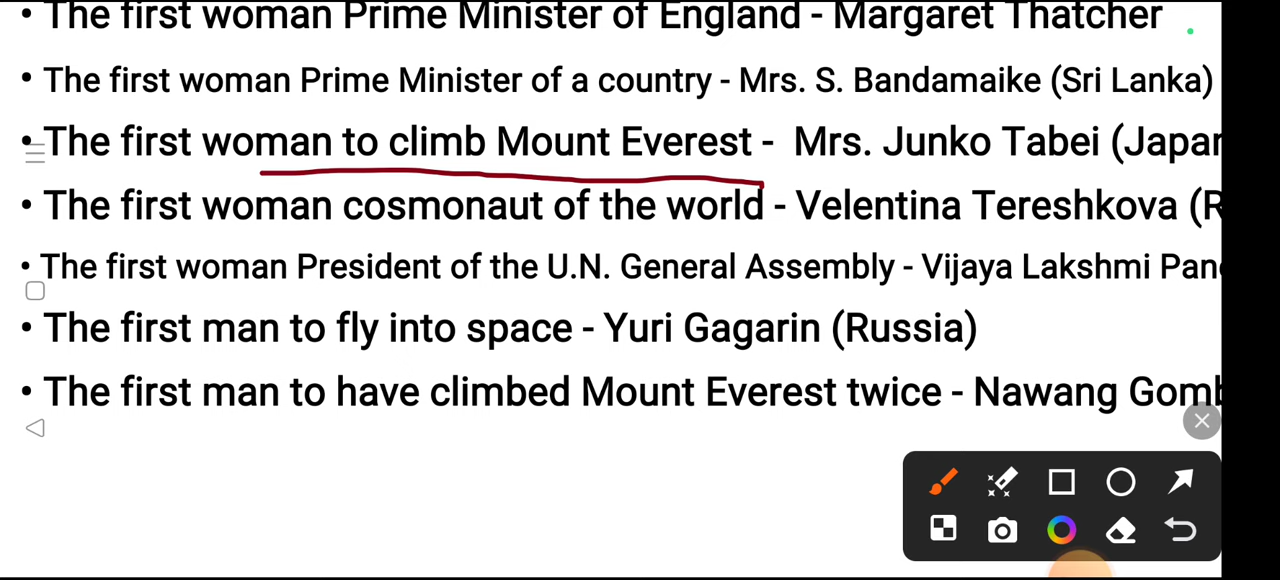 • The first woman Prime Minister of England - Margaret Thatcher
• The first woman Prime Minister of a country - Mrs. S. Bandamaike (Sri Lanka)
• The first woman to climb Mount Everest - Mrs. Junko Tabei (Japan
• The first woman cosmonaut of the world - Velentina Tereshkova (R
• The first woman President of the U.N. General Assembly - Vijaya Lakshmi Pan
• The first man to fly into space - Yuri Gagarin (Russia)
• The first man to have climbed Mount Everest twice - Nawang Gomb